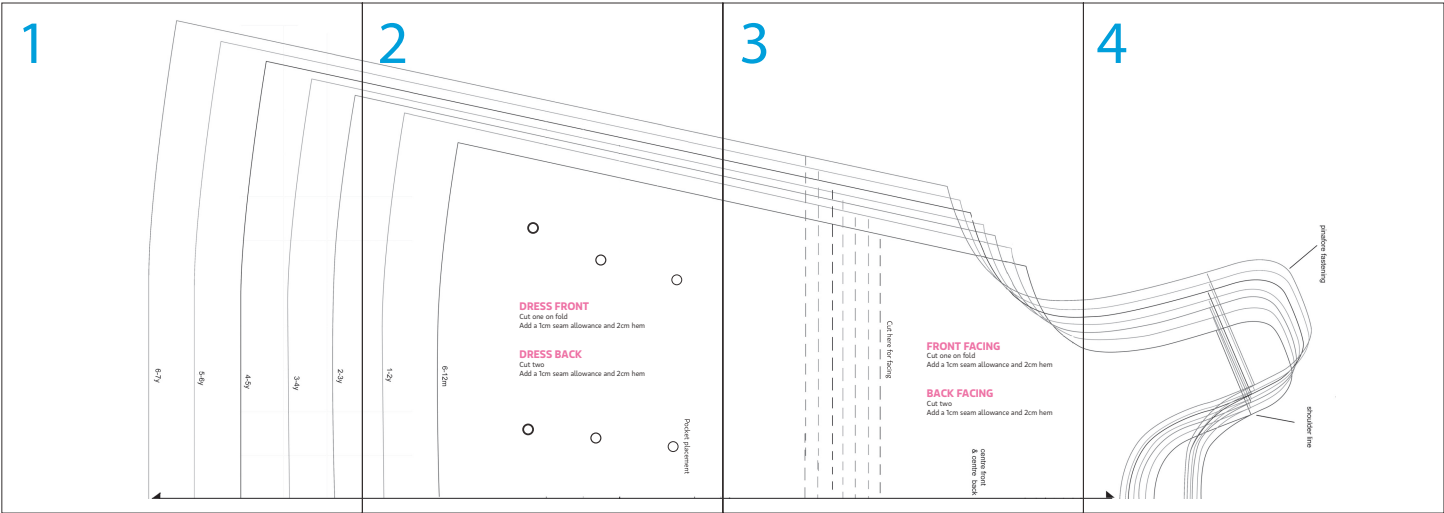 1
2
3
4
DRESS FRONT
Cut one on fold
Add a 1cm seam allowance and 2cm hem
DRESS BACK
Cut two
Add a 1cm seam allowance and 2cm hem
6-7y
5-6y
4-5y
3-4y
2-3y
1-2y
6-12m
Pocket placement
Cut here for facing
FRONT FACING
Cut one on fold
Add a 1cm seam allowance and 2cm hem
BACK FACING
Cut two
Add a 1cm seam allowance and 2cm hem
centre front
& centre back
pinafore fastening
shoulder line